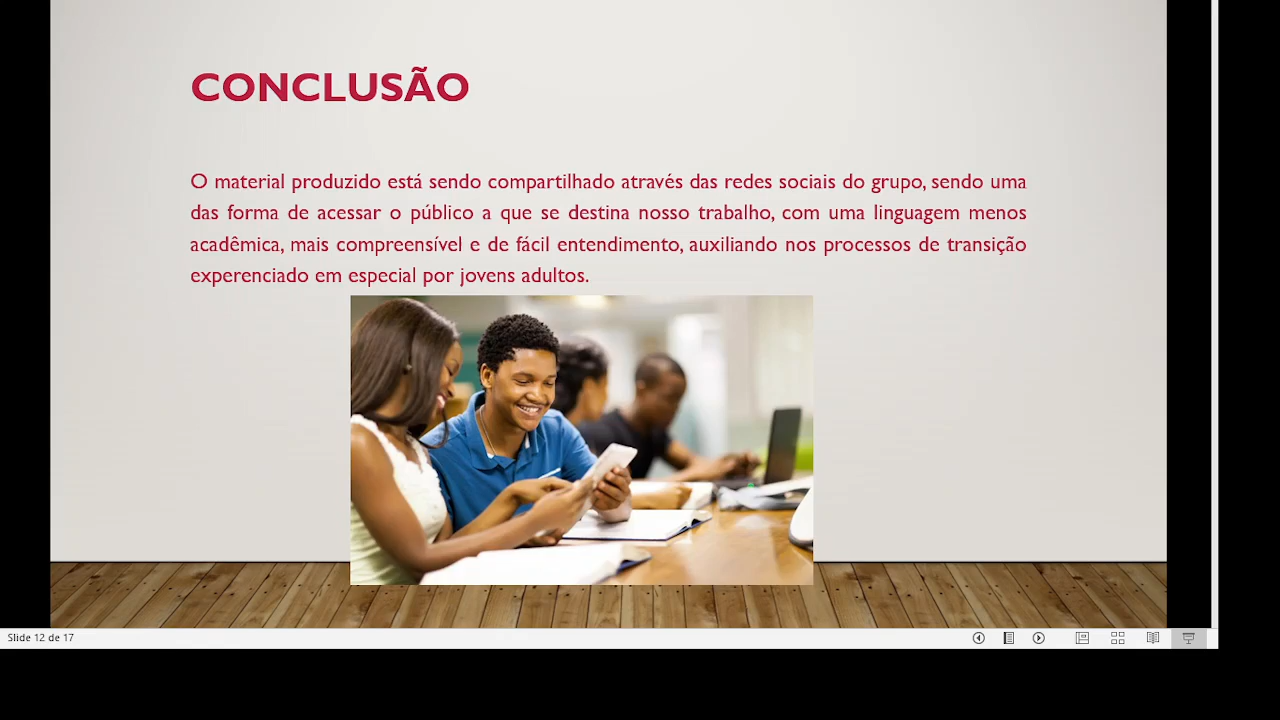 CONCLUSÃO
O material produzido está sendo compartilhado através das redes sociais do grupo, sendo uma
das forma de acessar o público a que se destina nosso trabalho, com uma linguagem menos
acadêmica, mais compreensível e de fácil entendimento, auxiliando nos processos de transição
experenciado em especial por jovens adultos.
Slide 12 de 17